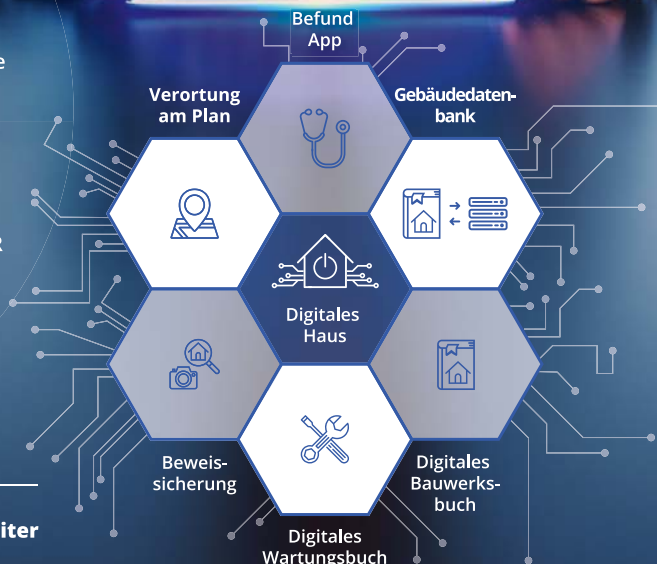 Befund
App
e
Verortung
am Plan
Gebäudedaten-
bank
R
Digitales
Haus
Beweis-
sicherung
Digitales
Bauwerks-
buch
iter
Digitales
Wartungsbuch